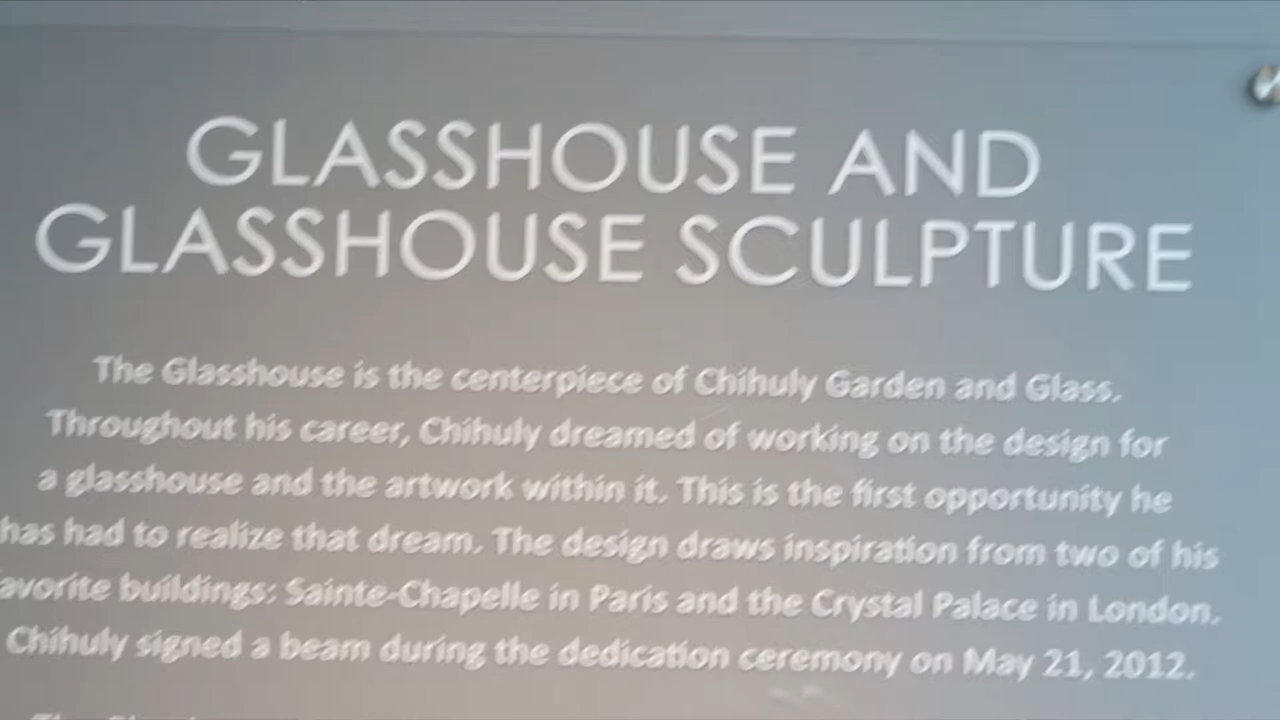 GLASSHOUSE AND
GLASSHOUSE SCULPTURE
The Glasshouse is the centerpiece of Chihuly Garden and Glass.
Throughout his career, Chihuly dreamed of working on the design for
a glasshouse and the artwork within it. This is the first opportunity he
has had to realize that dream. The design draws inspiration from two of his
avorite buildings: Sainte-Chapelle in Paris and the Crystal Palace in London.
Chihuly signed a beam during the dedication ceremony on May 21, 2012.